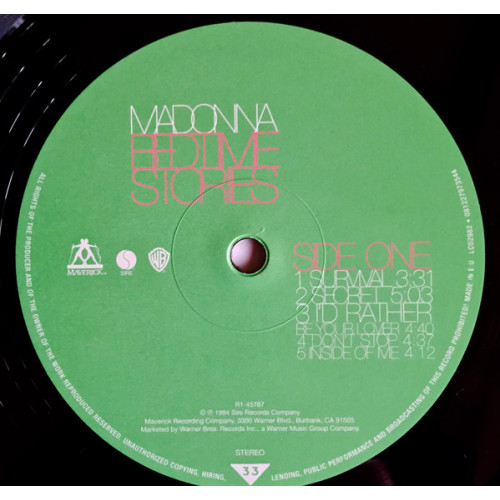 MADONNA
BEDTIME
STORIES
MAVERICK
SIRE
WB
SIDE ONE
1 SURVIVAL 3:31
2 SECRET 5:03
3 I'D RATHER
BE YOUR LOVER 4:40
4 DON'T STOP 4:37
5 INSIDE OF ME 4:12
R1-45767
© ℗ 1994 Sire Records Company
Maverick Recording Company, 3300 Warner Blvd., Burbank, CA 91505
Marketed by Warner Bros. Records Inc., a Warner Music Group Company
STEREO
33
ALL RIGHTS OF THE PRODUCER AND OF THE OWNER OF THE WORK REPRODUCED RESERVED. UNAUTHORIZED COPYING, HIRING, LENDING, PUBLIC PERFORMANCE AND BROADCASTING OF THIS RECORD PROHIBITED! MADE IN E.U. LC02982 • 081227973544